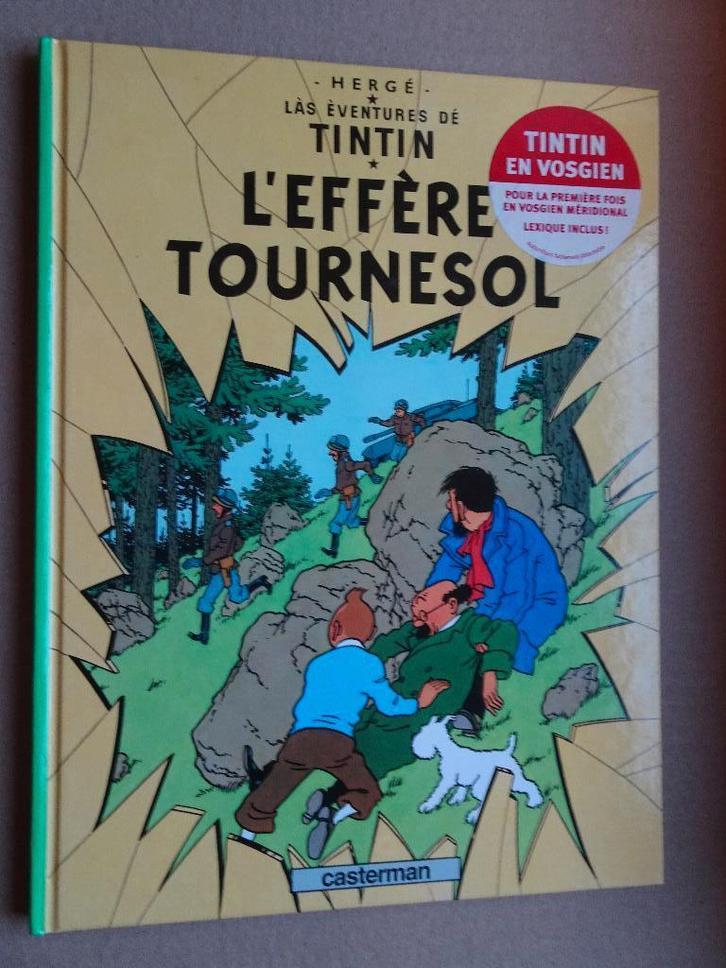 - HERGÉ -
LÀS ÈVENTURES DÉ
TINTIN
L'EFFÈRE
TOURNESOL
TINTIN
EN VOSGIEN
POUR LA PREMIÈRE FOIS
EN VOSGIEN MÉRIDIONAL
LEXIQUE INCLUS !
casterman